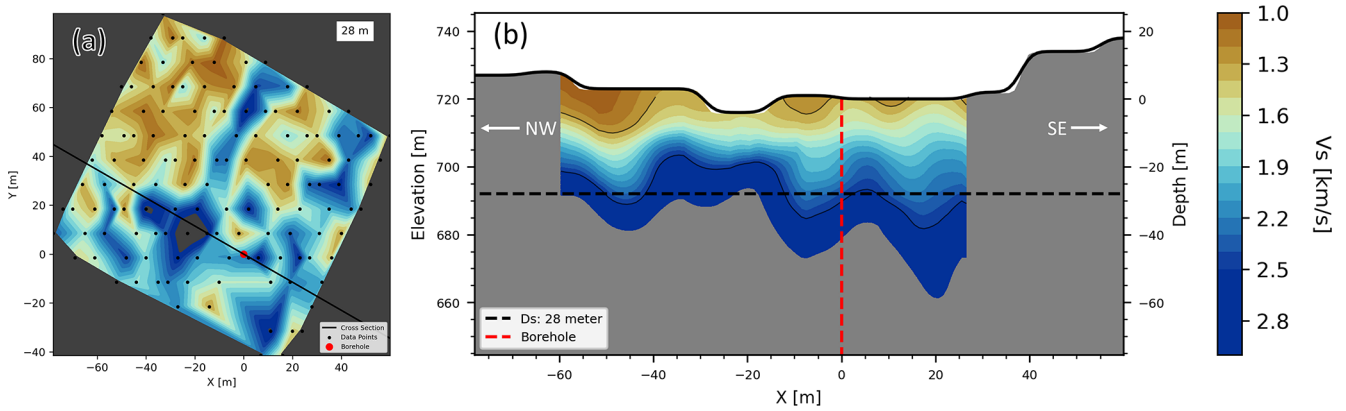 (a)
28 m
80
60
40
20
0
−20
−40
Y [m]
−60
−40
−20
0
20
40
X [m]
Cross Section
Data Points
Borehole
(b)
740
720
700
680
660
Elevation [m]
NW
SE
20
0
−20
−40
−60
Depth [m]
Ds: 28 meter
Borehole
−60
−40
−20
0
20
40
X [m]
1.0
1.3
1.6
1.9
2.2
2.5
2.8
Vs [km/s]